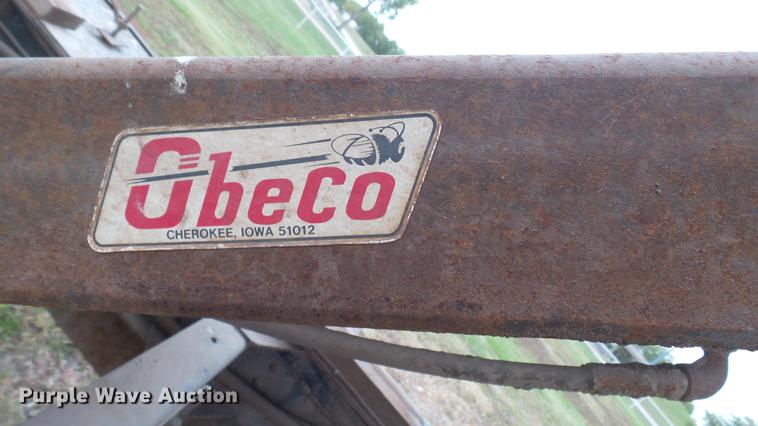 ObeCo
CHEROKEE, IOWA 51012
Purple Wave Auction